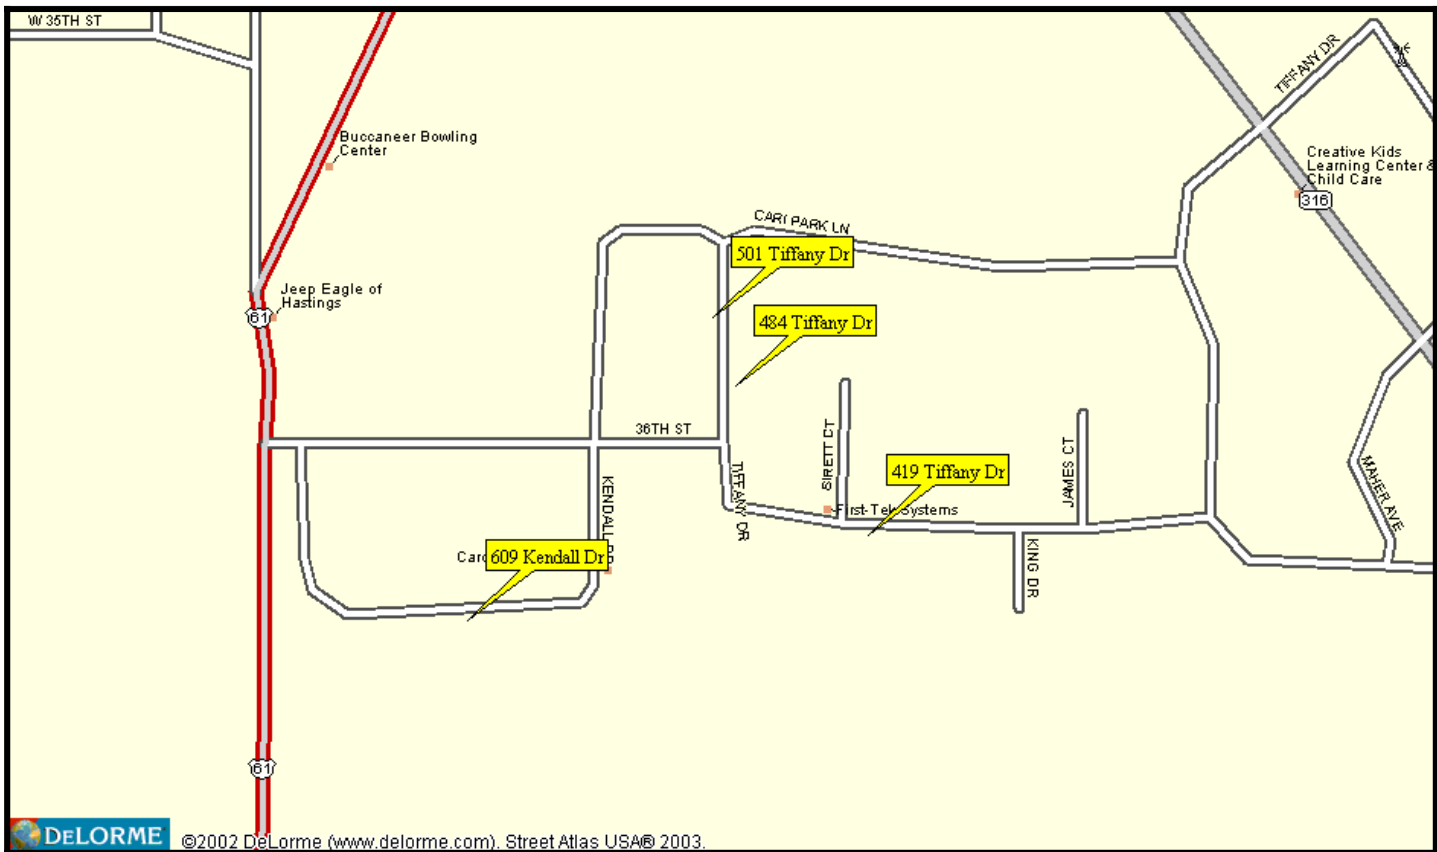 W 35TH ST
TIFFANY DR
Buccaneer Bowling
Center
Creative Kids
Learning Center &
Child Care
316
CARI PARK LN
501 Tiffany Dr
Jeep Eagle of
Hastings
61
484 Tiffany Dr
36TH ST
SIRETT CT
JAMES CT
419 Tiffany Dr
KENDALL DR
TIFFANY DR
MAHER AVE
First-Tek Systems
609 Kendall Dr
KING DR
61
DELORME
©2002 DeLorme (www.delorme.com). Street Atlas USA® 2003.